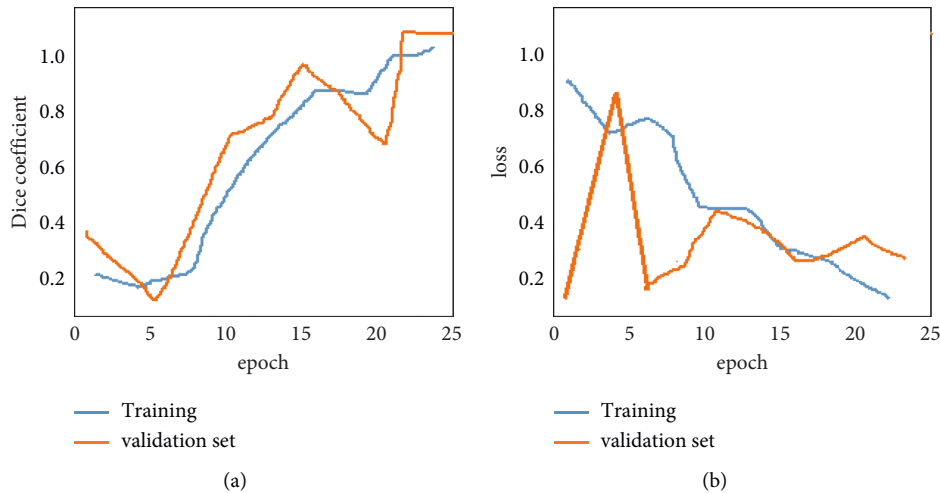 Dice coefficient
1.0
0.8
0.6
0.4
0.2
0 5 10 15 20 25
epoch
Training
validation set
(a)
loss
1.0
0.8
0.6
0.4
0.2
0 5 10 15 20 25
epoch
Training
validation set
(b)